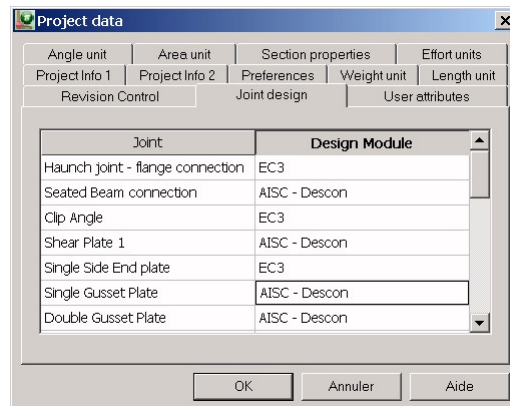 Project data
Angle unit Area unit Section properties Effort units
Project Info 1 Project Info 2 Preferences Weight unit Length unit
Revision Control Joint design User attributes
Joint Design Module
Haunch joint - flange connection EC3
Seated Beam connection AISC - Descon
Clip Angle EC3
Shear Plate 1 AISC - Descon
Single Side End plate EC3
Single Gusset Plate AISC - Descon
Double Gusset Plate AISC - Descon
OK Annuler Aide